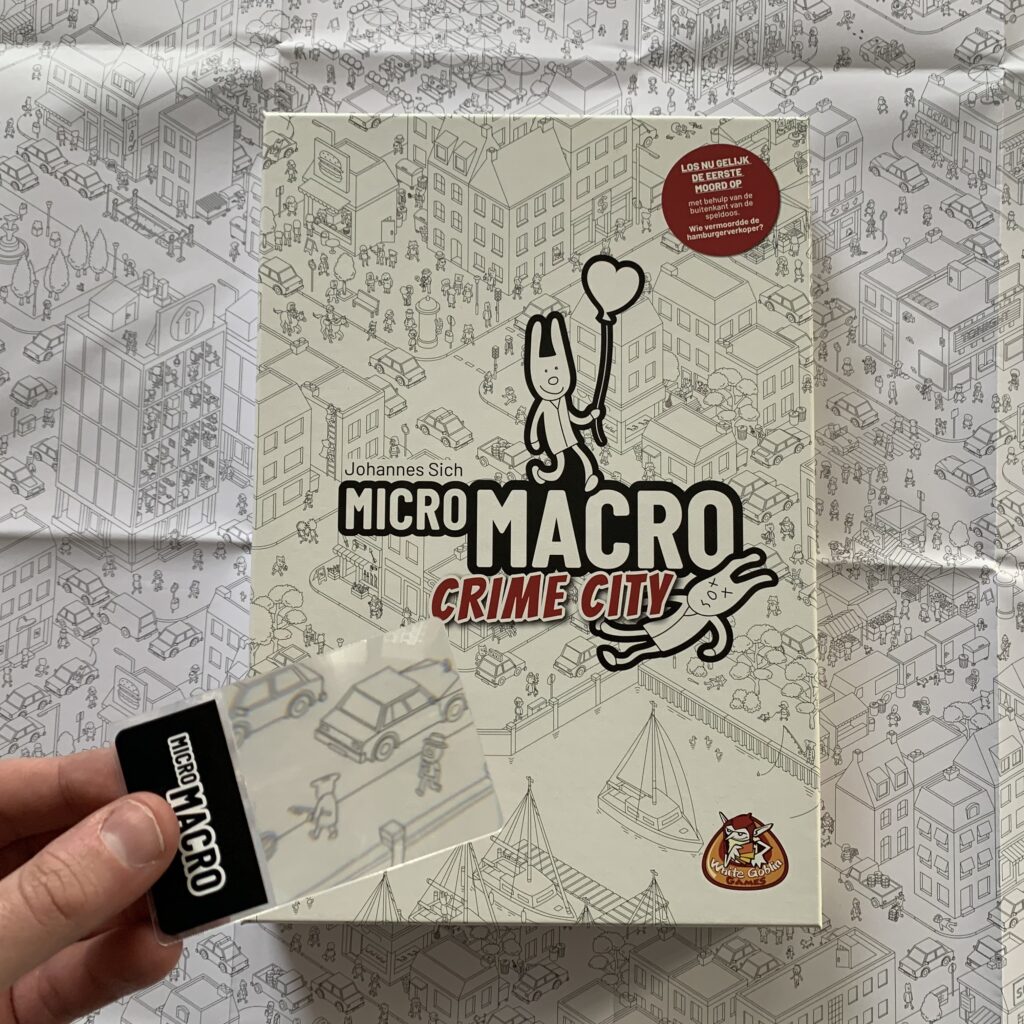 LOS NU GELIJK
DE EERSTE
MOORD OP
met behulp van de
buitenkant van de
speldoos.
Wie vermoordde de
hamburgerverkoper?
Johannes Sich
MICRO MACRO
CRIME CITY
MICRO MACRO
White Goblin
GAMES